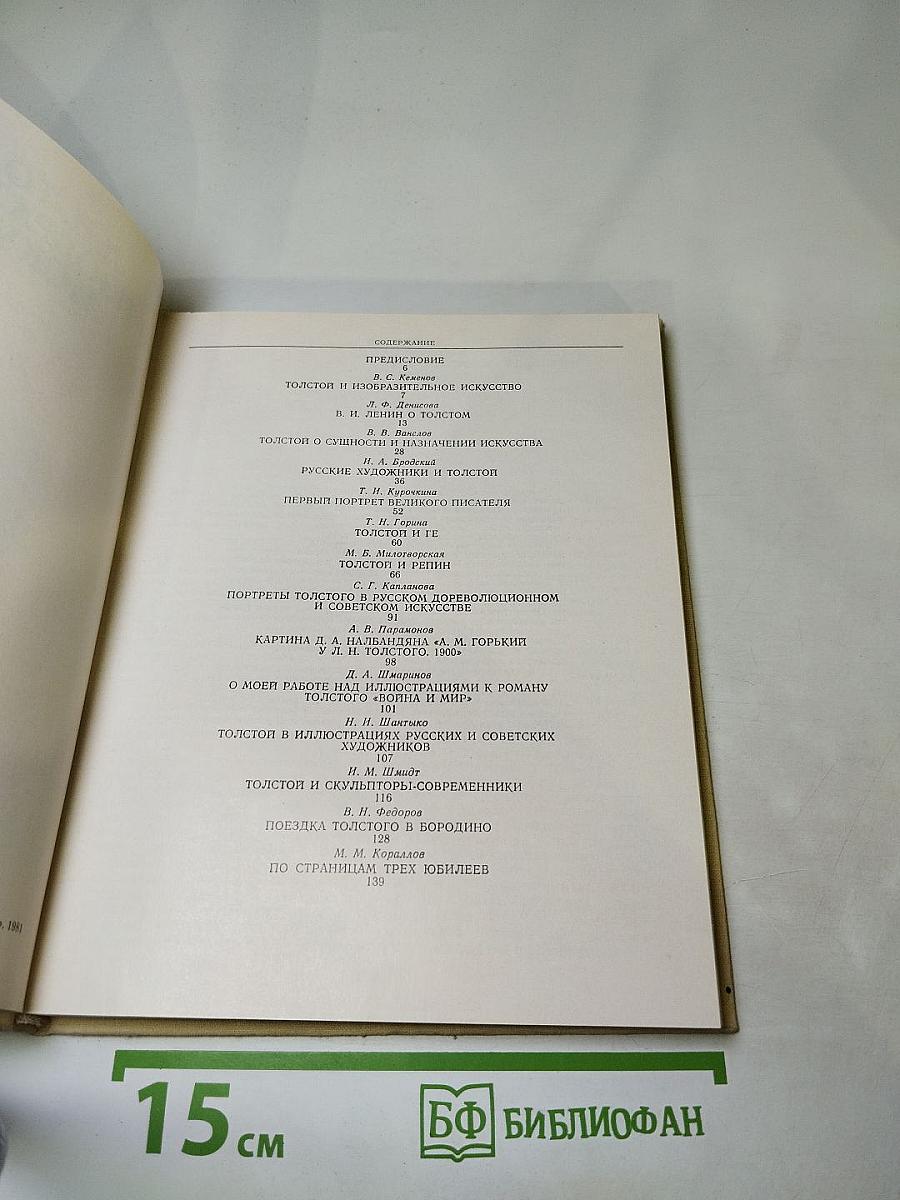 СОДЕРЖАНИЕ
ПРЕДИСЛОВИЕ
6
В. С. Кеменов
ТОЛСТОЙ И ИЗОБРАЗИТЕЛЬНОЕ ИСКУССТВО
7
Л. Ф. Денисова
В. И. ЛЕНИН О ТОЛСТОМ
13
В. В. Ванслов
ТОЛСТОЙ О СУЩНОСТИ И НАЗНАЧЕНИИ ИСКУССТВА
28
И. А. Бродский
РУССКИЕ ХУДОЖНИКИ И ТОЛСТОЙ
36
Т. И. Курочкина
ПЕРВЫЙ ПОРТРЕТ ВЕЛИКОГО ПИСАТЕЛЯ
52
Т. Н. Горина
ТОЛСТОЙ И ГЕ
60
М. Б. Милотворская
ТОЛСТОЙ И РЕПИН
66
С. Г. Капланова
ПОРТРЕТЫ ТОЛСТОГО В РУССКОМ ДОРЕВОЛЮЦИОННОМ
И СОВЕТСКОМ ИСКУССТВЕ
91
А. В. Парамонов
КАРТИНА Д. А. НАЛБАНДЯНА «А. М. ГОРЬКИЙ
У Л. Н. ТОЛСТОГО. 1900»
98
Д. А. Шмаринов
О МОЕЙ РАБОТЕ НАД ИЛЛЮСТРАЦИЯМИ К РОМАНУ
ТОЛСТОГО «ВОЙНА И МИР»
101
Н. И. Шантыко
ТОЛСТОЙ В ИЛЛЮСТРАЦИЯХ РУССКИХ И СОВЕТСКИХ
ХУДОЖНИКОВ
107
И. М. Шмидт
ТОЛСТОЙ И СКУЛЬПТОРЫ-СОВРЕМЕННИКИ
116
В. Н. Федоров
ПОЕЗДКА ТОЛСТОГО В БОРОДИНО
128
М. М. Кораллов
ПО СТРАНИЦАМ ТРЕХ ЮБИЛЕЕВ
139
1981
15 см
БФ БИБЛИОФАН